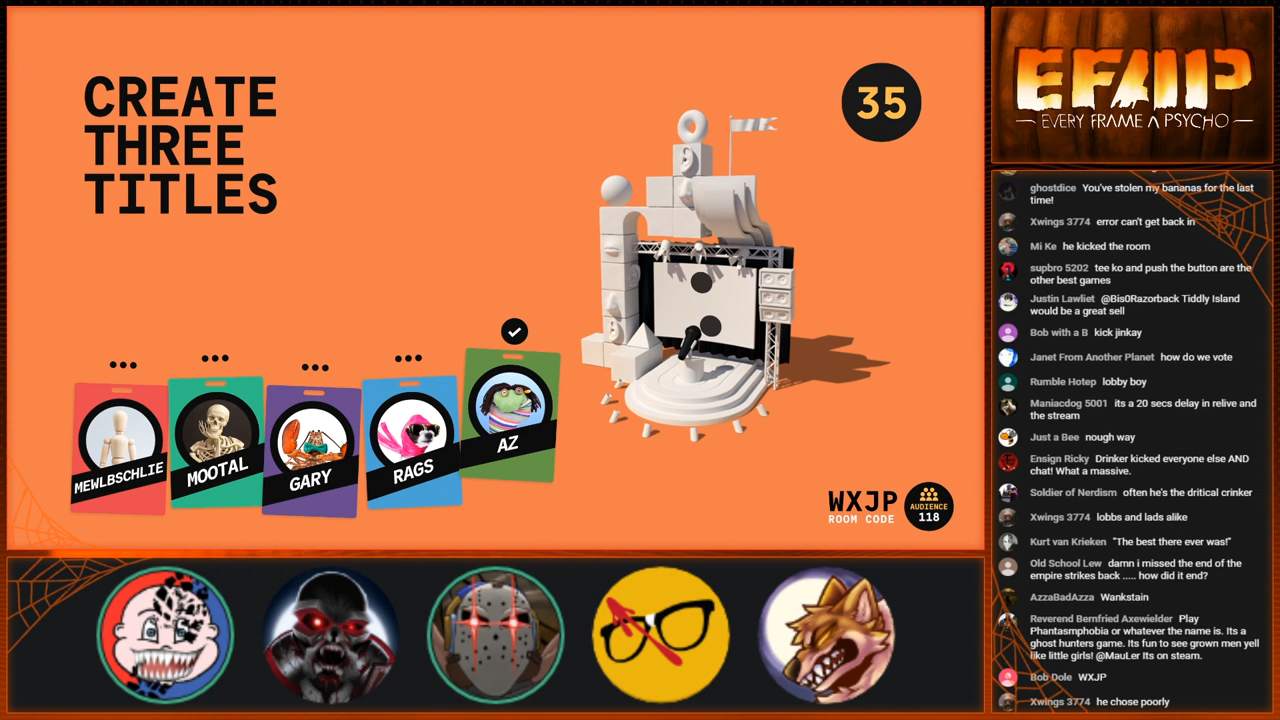 CREATE
THREE
TITLES
35
MEWLBSCHLIE
MOOTAL
GARY
RAGS
AZ
WXJP
ROOM CODE
AUDIENCE
118
EFAP
EVERY FRAME A PSYCHO
ghostdice You've stolen my bananas for the last
time!
Xwings 3774 error can't get back in
Mi Ke he kicked the room
supbro 5202 tee ko and push the button are the
other best games
Justin Lawliet @Bis0Razorback Tiddly Island
would be a great sell
Bob with a B kick jinkay
Janet From Another Planet how do we vote
Rumble Hotep lobby boy
Maniacdog 5001 its a 20 secs delay in relive and
the stream
Just a Bee nough way
Ensign Ricky Drinker kicked everyone else AND
chat! What a massive.
Soldier of Nerdism often he's the dritical crinker
Xwings 3774 lobbs and lads alike
Kurt van Krieken "The best there ever was!"
Old School Lew damn i missed the end of the
empire strikes back ..... how did it end?
AzzaBadAzza Wankstain
Reverend Bernfried Axewielder Play
Phantasmphobia or whatever the name is. Its a
ghost hunters game. Its fun to see grown men yell
like little girls! @MauLer Its on steam.
Bob Dole WXJP
Xwings 3774 he chose poorly